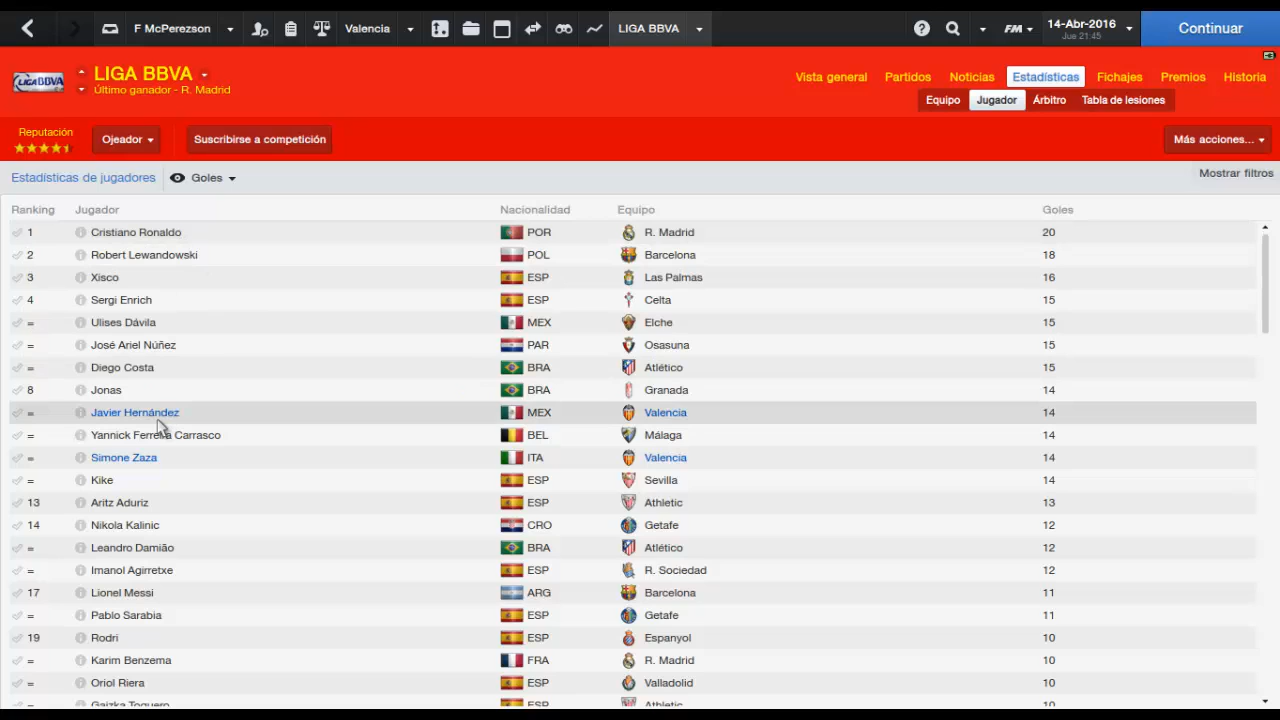 F McPerezson
Valencia
LIGA BBVA
FM
14-Abr-2016
Jue 21:45
Continuar
LIGA BBVA
LIGA BBVA
Último ganador - R. Madrid
Vista general
Partidos
Noticias
Estadísticas
Fichajes
Premios
Historia
Equipo
Jugador
Árbitro
Tabla de lesiones
Reputación
Ojeador
Suscribirse a competición
Más acciones...
Estadísticas de jugadores
Goles
Mostrar filtros
Ranking Jugador Nacionalidad Equipo Goles
1 Cristiano Ronaldo POR R. Madrid 20
2 Robert Lewandowski POL Barcelona 18
3 Xisco ESP Las Palmas 16
4 Sergi Enrich ESP Celta 15
= Ulises Dávila MEX Elche 15
= José Ariel Núñez PAR Osasuna 15
= Diego Costa BRA Atlético 15
8 Jonas BRA Granada 14
= Javier Hernández MEX Valencia 14
= Yannick Ferreira Carrasco BEL Málaga 14
= Simone Zaza ITA Valencia 14
= Kike ESP Sevilla 14
13 Aritz Aduriz ESP Athletic 13
14 Nikola Kalinic CRO Getafe 12
= Leandro Damião BRA Atlético 12
= Imanol Agirretxe ESP R. Sociedad 12
17 Lionel Messi ARG Barcelona 11
= Pablo Sarabia ESP Getafe 11
19 Rodri ESP Espanyol 10
= Karim Benzema FRA R. Madrid 10
= Oriol Riera ESP Valladolid 10
= Gaizka Toquero ESP Athletic 10